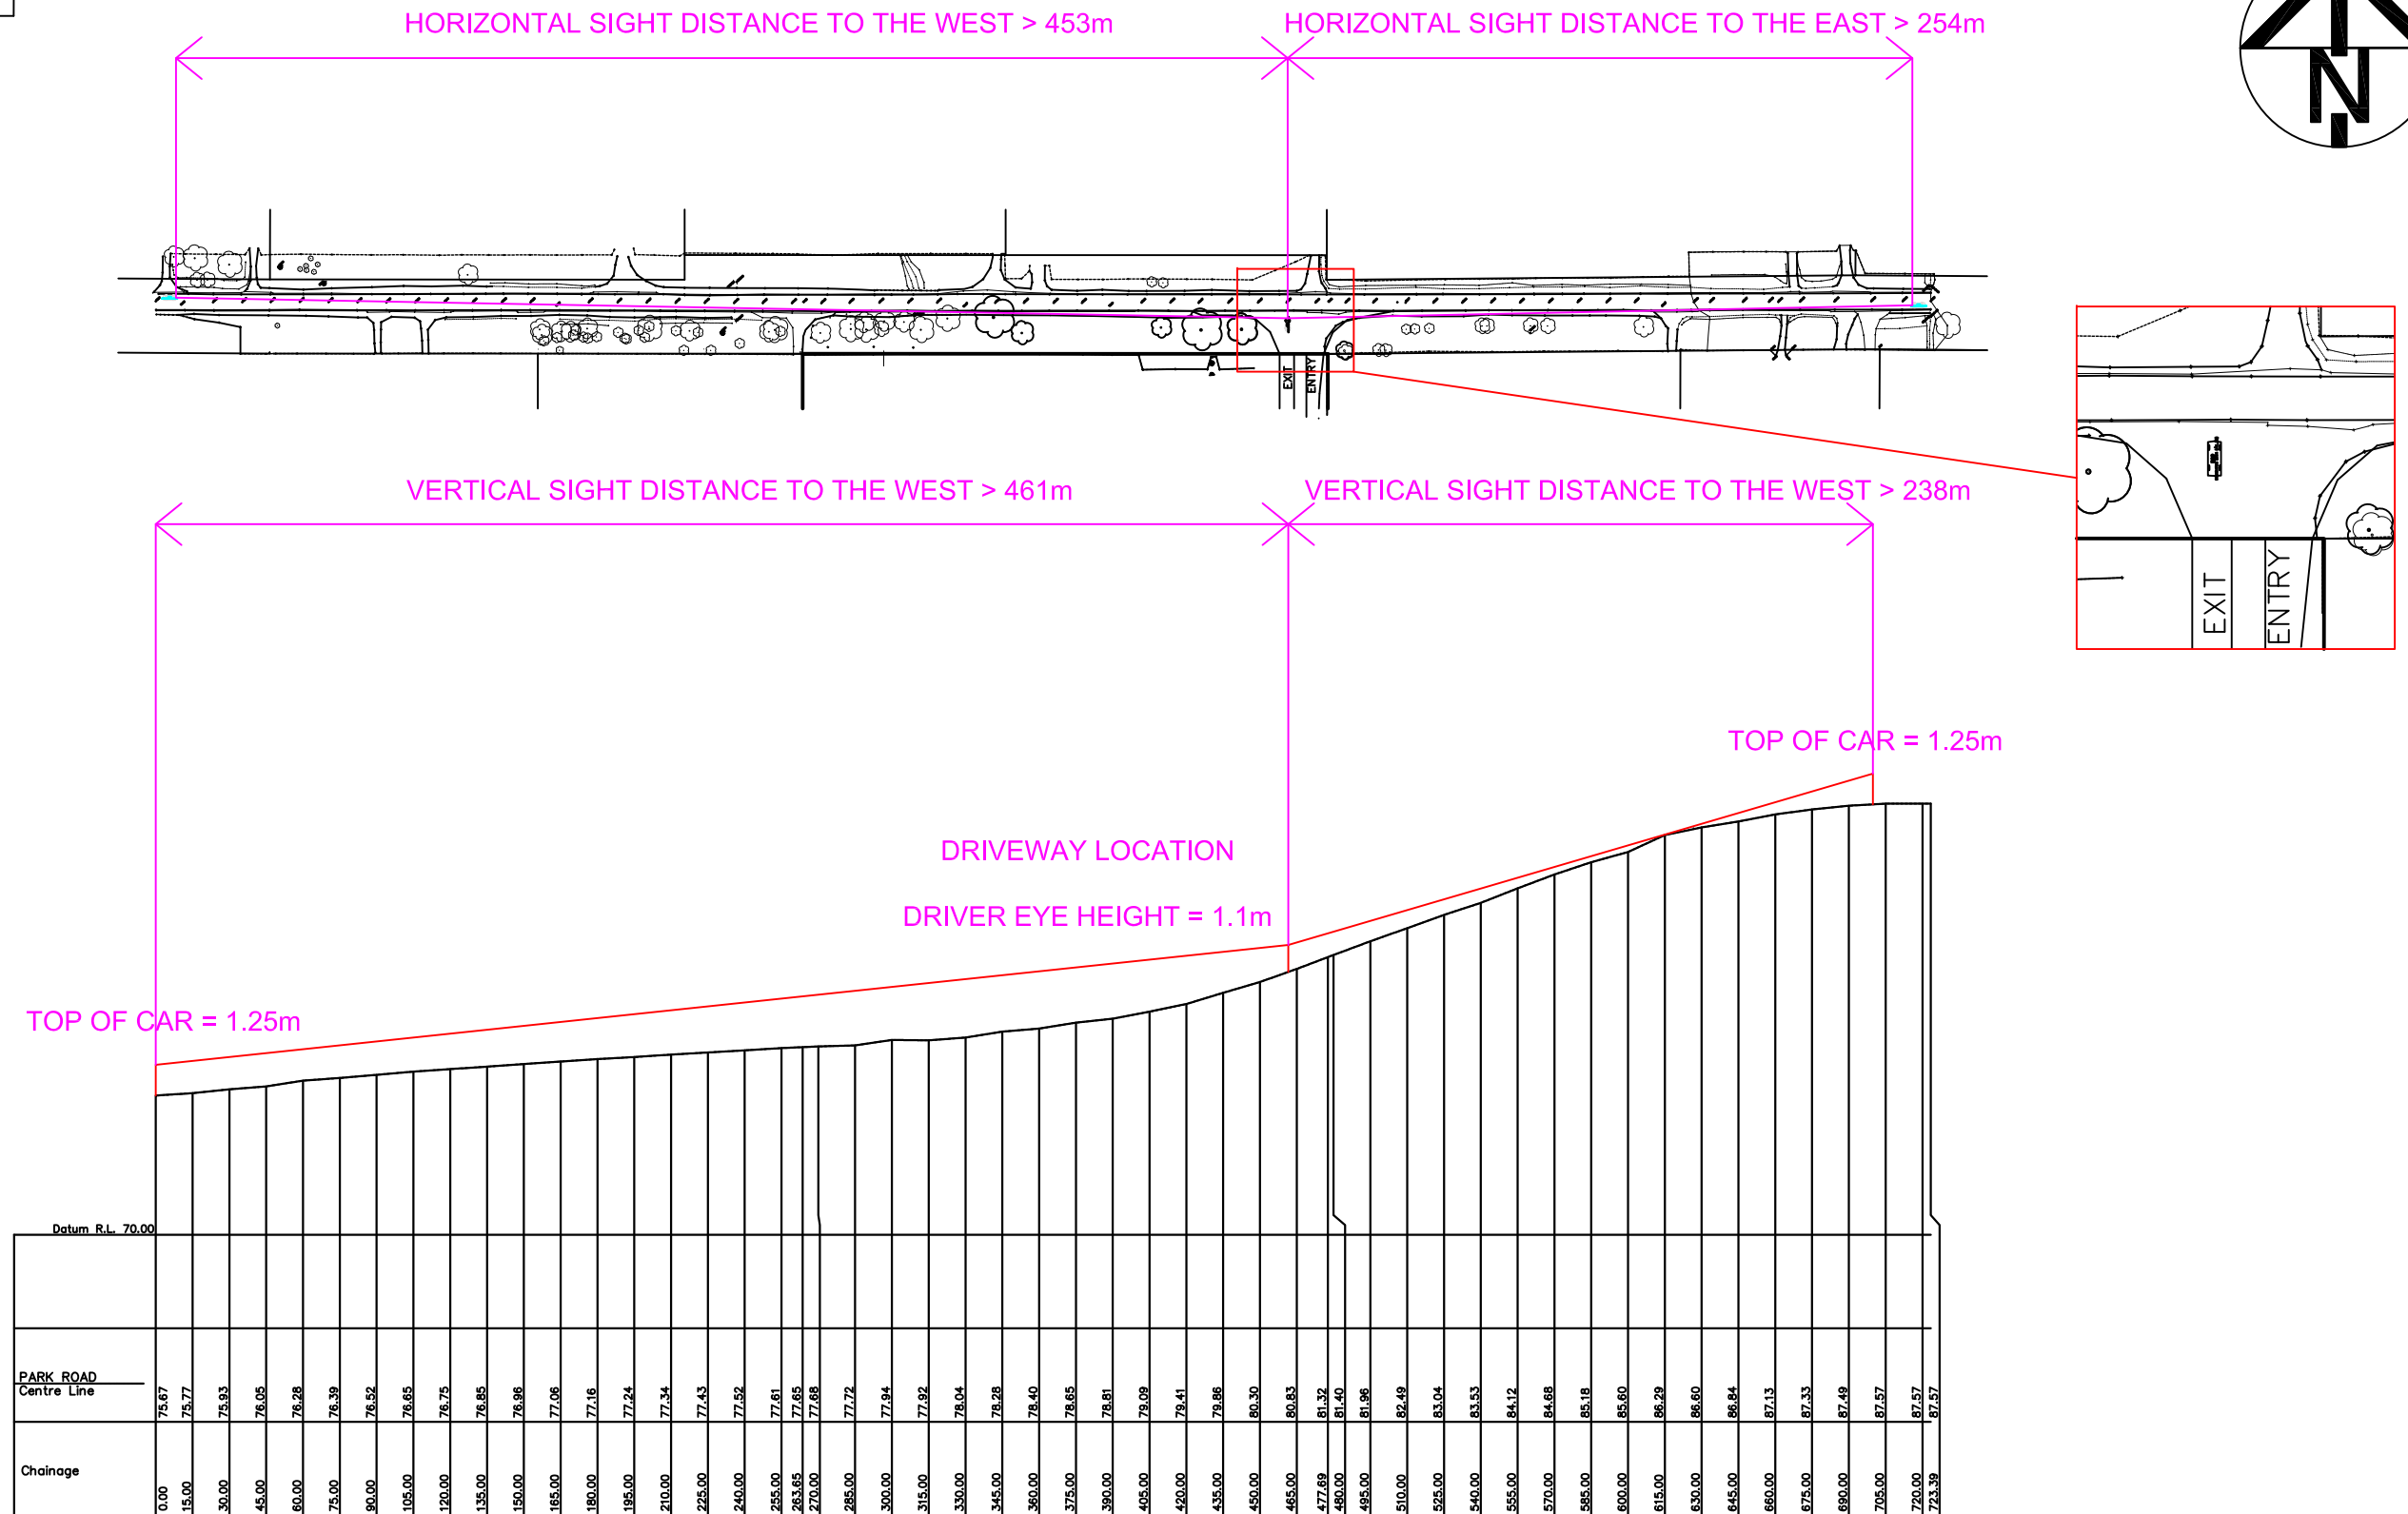 HORIZONTAL SIGHT DISTANCE TO THE WEST > 453m
HORIZONTAL SIGHT DISTANCE TO THE EAST > 254m
N
EXIT
ENTRY
VERTICAL SIGHT DISTANCE TO THE WEST > 461m
VERTICAL SIGHT DISTANCE TO THE WEST > 238m
EXIT
ENTRY
TOP OF CAR = 1.25m
DRIVEWAY LOCATION
DRIVER EYE HEIGHT = 1.1m
TOP OF CAR = 1.25m
Datum R.L. 70.00
PARK ROAD
Centre Line
75.67 75.77 75.93 76.05 76.28 76.39 76.52 76.65 76.75 76.85 76.96 77.06 77.16 77.24 77.34 77.43 77.52 77.61 77.65 77.68 77.72 77.94 77.92 78.04 78.28 78.40 78.65 78.81 79.09 79.41 79.86 80.30 80.83 81.32 81.40 81.96 82.49 83.04 83.53 84.12 84.68 85.18 85.60 86.29 86.60 86.84 87.13 87.33 87.49 87.57 87.57 87.57
Chainage
0.00 15.00 30.00 45.00 60.00 75.00 90.00 105.00 120.00 135.00 150.00 165.00 180.00 195.00 210.00 225.00 240.00 255.00 263.65 270.00 285.00 300.00 315.00 330.00 345.00 360.00 375.00 390.00 405.00 420.00 435.00 450.00 465.00 477.69 480.00 495.00 510.00 525.00 540.00 555.00 570.00 585.00 600.00 615.00 630.00 645.00 660.00 675.00 690.00 705.00 720.00 723.39